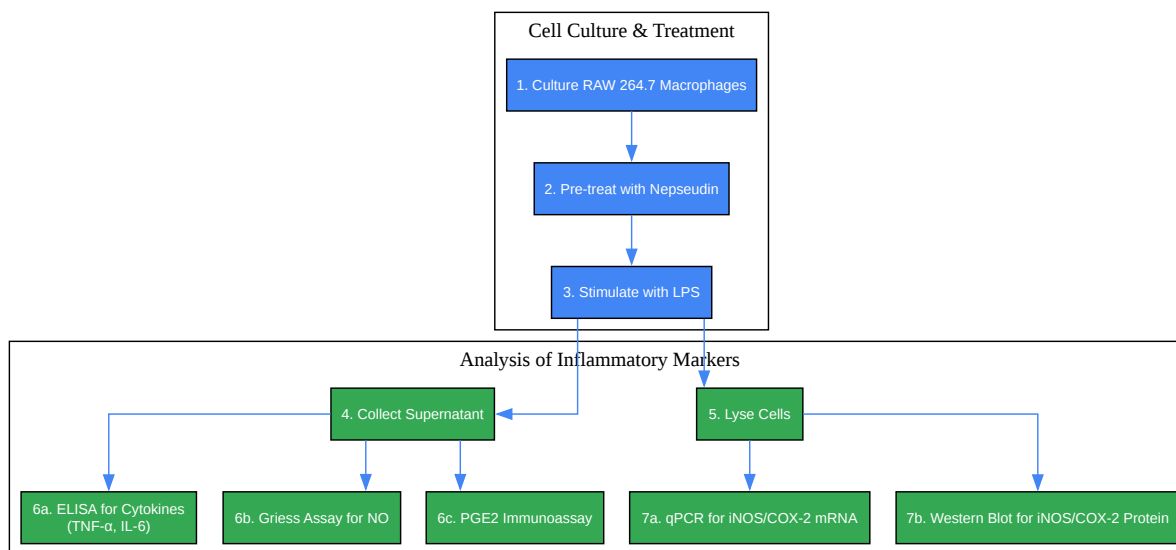 Cell Culture & Treatment
1. Culture RAW 264.7 Macrophages
2. Pre-treat with Nepseudin
3. Stimulate with LPS
Analysis of Inflammatory Markers
4. Collect Supernatant
5. Lyse Cells
6a. ELISA for Cytokines
(TNF-α, IL-6)
6b. Griess Assay for NO
6c. PGE2 Immunoassay
7a. qPCR for iNOS/COX-2 mRNA
7b. Western Blot for iNOS/COX-2 Protein